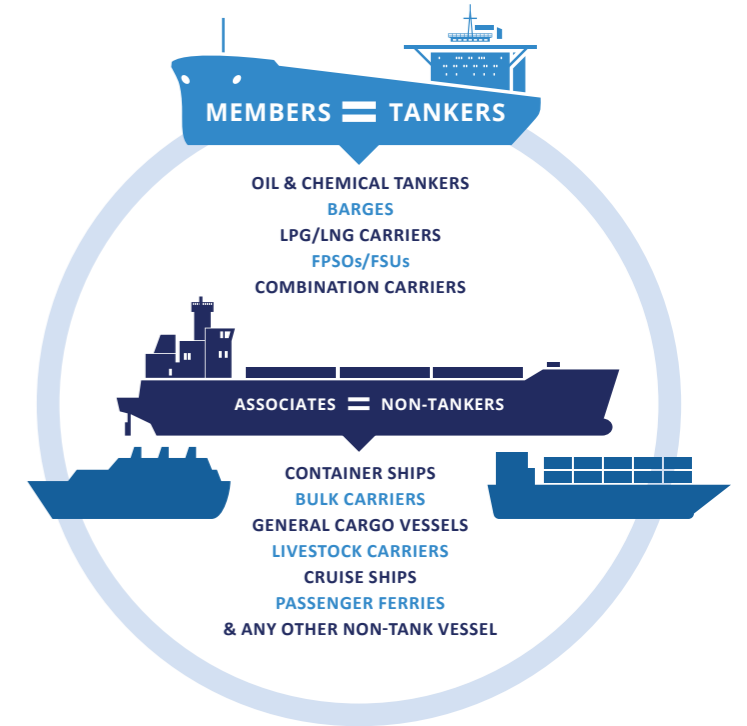 MEMBERS = TANKERS
OIL & CHEMICAL TANKERS
BARGES
LPG/LNG CARRIERS
FPSOs/FSUs
COMBINATION CARRIERS
ASSOCIATES = NON-TANKERS
CONTAINER SHIPS
BULK CARRIERS
GENERAL CARGO VESSELS
LIVESTOCK CARRIERS
CRUISE SHIPS
PASSENGER FERRIES
& ANY OTHER NON-TANK VESSEL